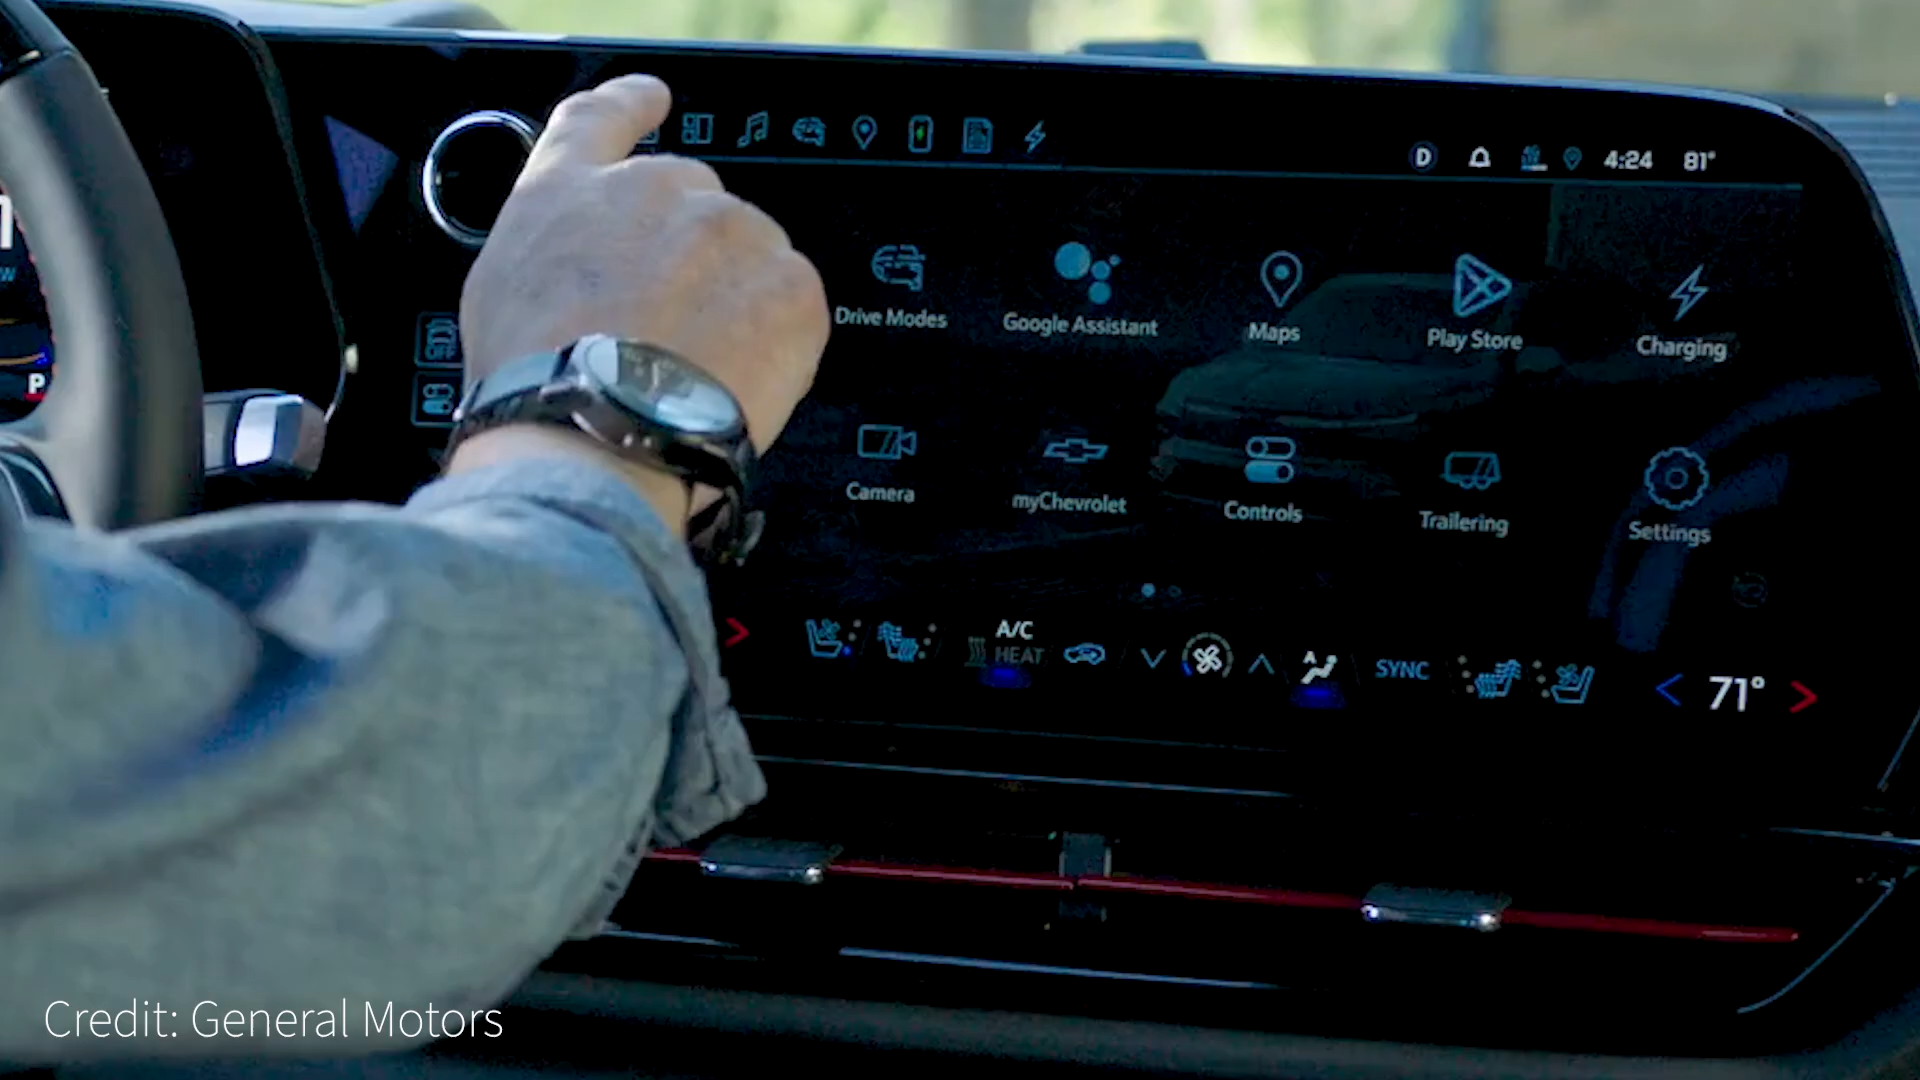 D 4:24 81°
Drive Modes
Google Assistant
Maps
Play Store
Charging
OFF
P
Camera
myChevrolet
Controls
Trailering
Settings
A/C
HEAT
A
SYNC
71°
Credit: General Motors